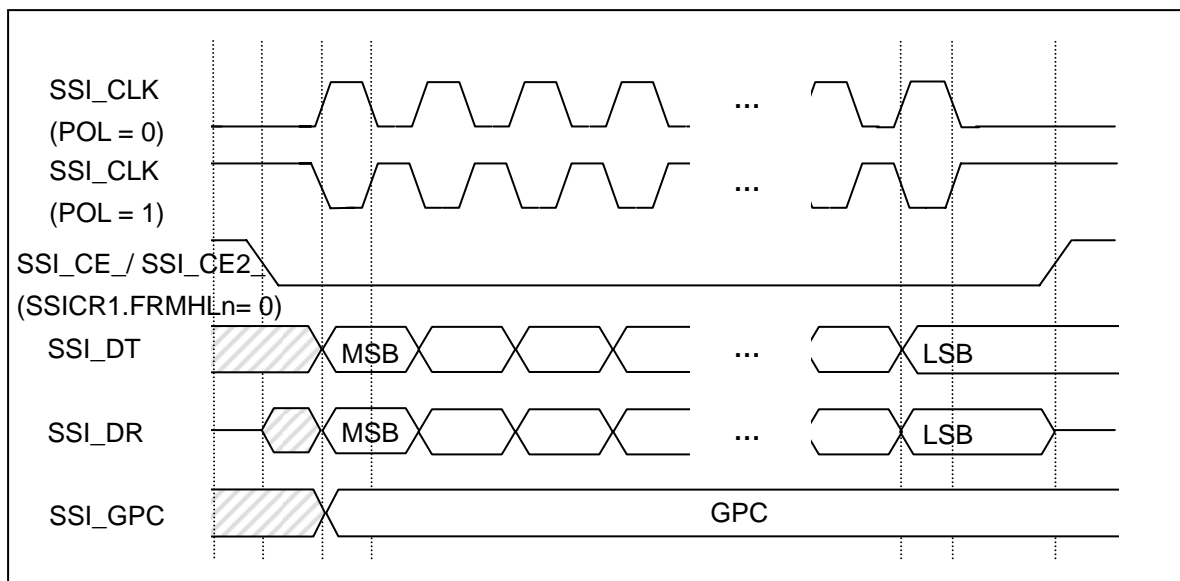 SSI_CLK
(POL = 0)
...
SSI_CLK
(POL = 1)
...
SSI_CE_/ SSI_CE2_
(SSICR1.FRMHLn= 0)
SSI_DT
MSB
...
LSB
SSI_DR
MSB
...
LSB
SSI_GPC
GPC